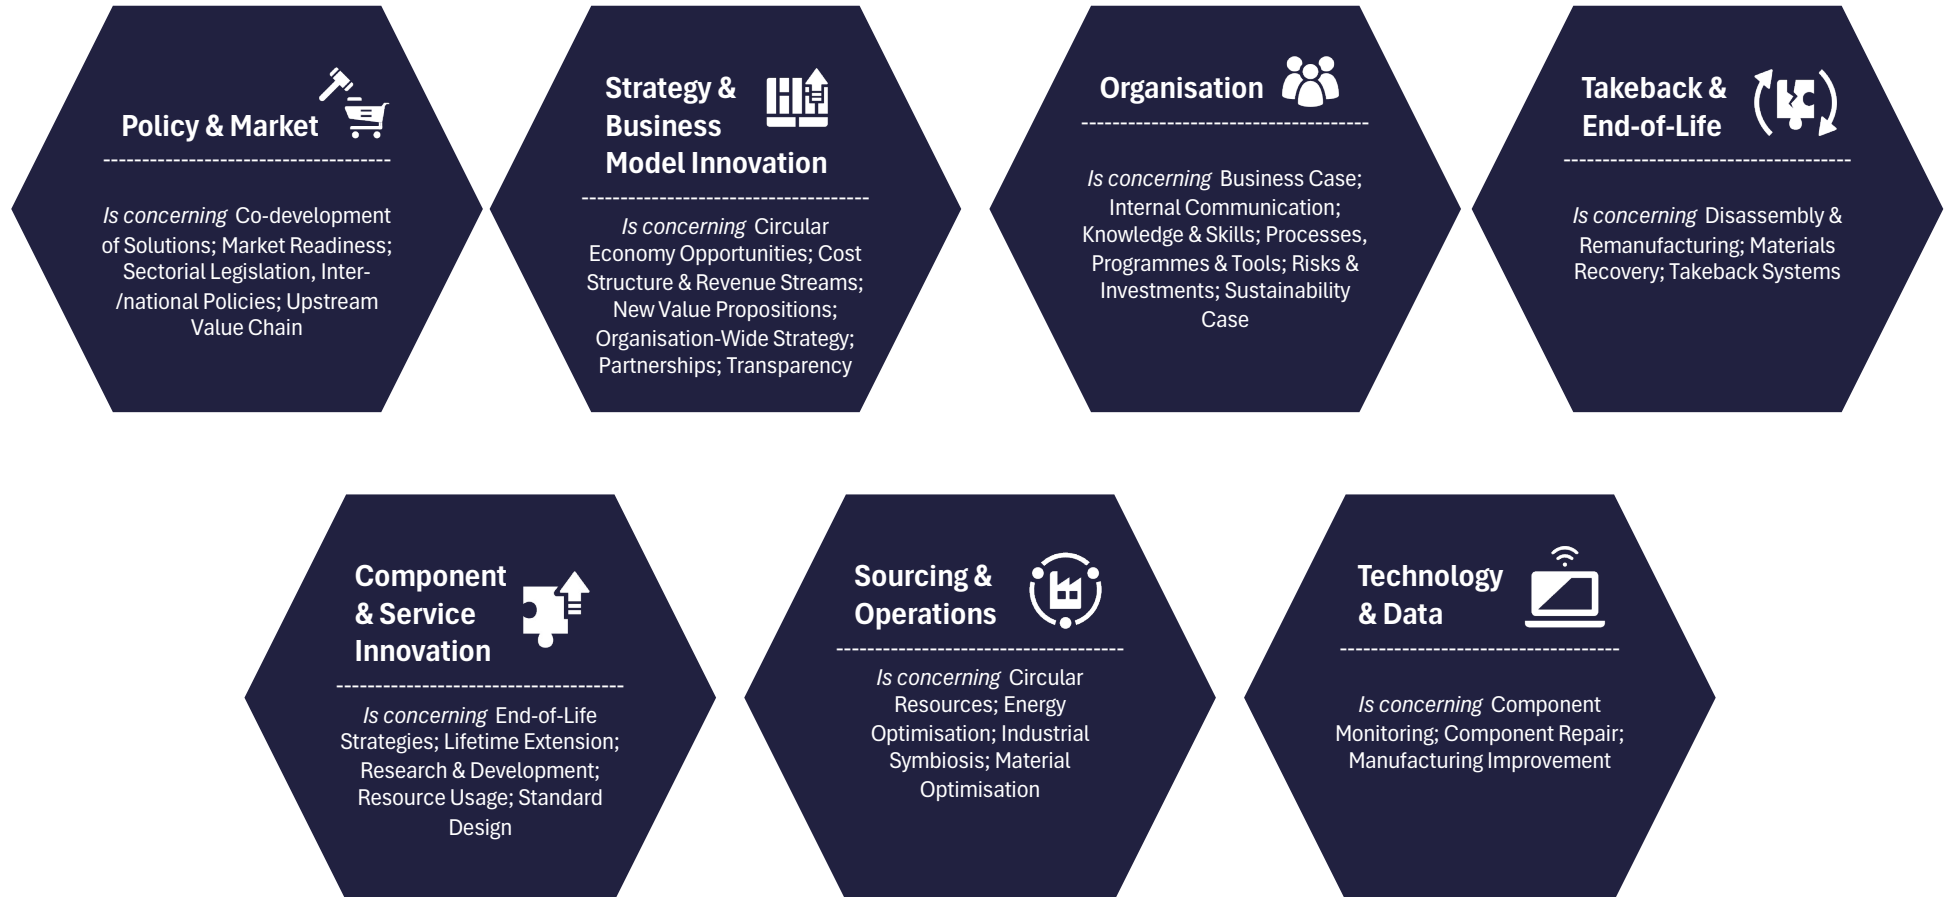 Policy & Market
Is concerning Co-development
of Solutions; Market Readiness;
Sectorial Legislation, Inter-
/national Policies; Upstream
Value Chain
Strategy &
Business
Model Innovation
Is concerning Circular
Economy Opportunities; Cost
Structure & Revenue Streams;
New Value Propositions;
Organisation-Wide Strategy;
Partnerships; Transparency
Organisation
Is concerning Business Case;
Internal Communication;
Knowledge & Skills; Processes,
Programmes & Tools; Risks &
Investments; Sustainability
Case
Takeback &
End-of-Life
Is concerning Disassembly &
Remanufacturing; Materials
Recovery; Takeback Systems
Component
& Service
Innovation
Is concerning End-of-Life
Strategies; Lifetime Extension;
Research & Development;
Resource Usage; Standard
Design
Sourcing &
Operations
Is concerning Circular
Resources; Energy
Optimisation; Industrial
Symbiosis; Material
Optimisation
Technology
& Data
Is concerning Component
Monitoring; Component Repair;
Manufacturing Improvement